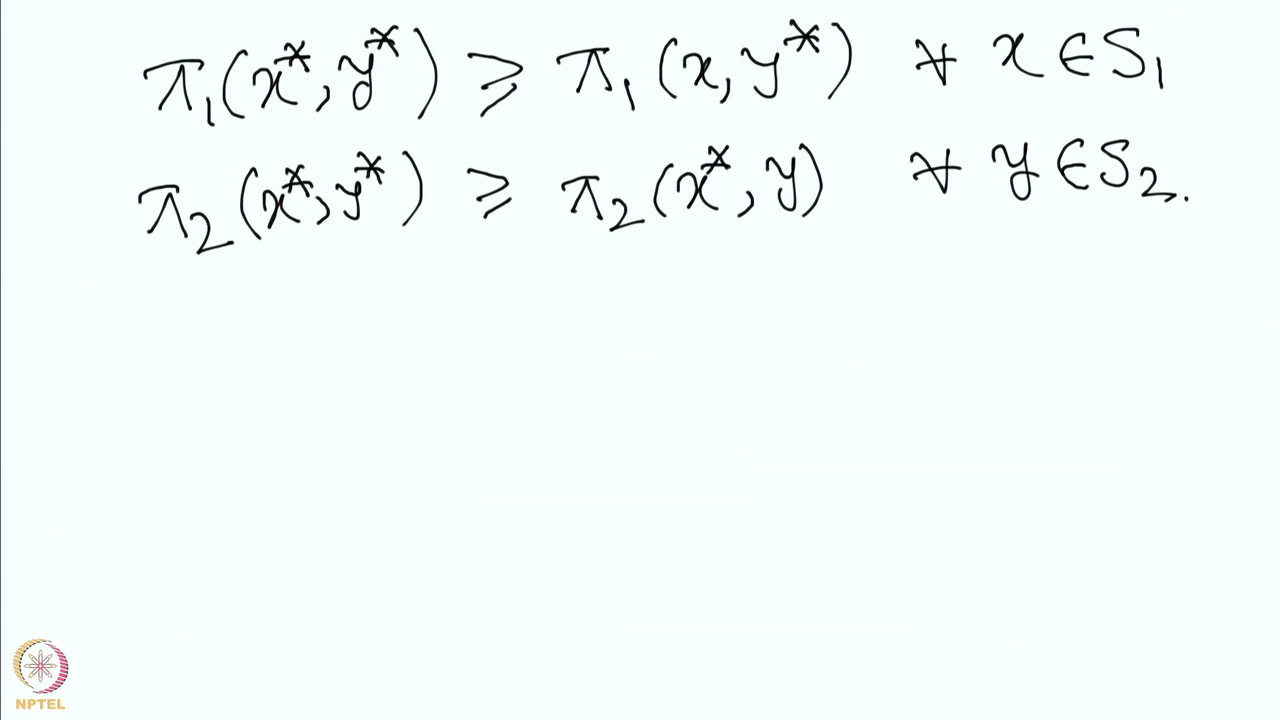 π₁(x*, y*) ⩾ π₁(x, y*) ∀ x ∈ S₁
π₂(x*, y*) ⩾ π₂(x*, y) ∀ y ∈ S₂.
NPTEL